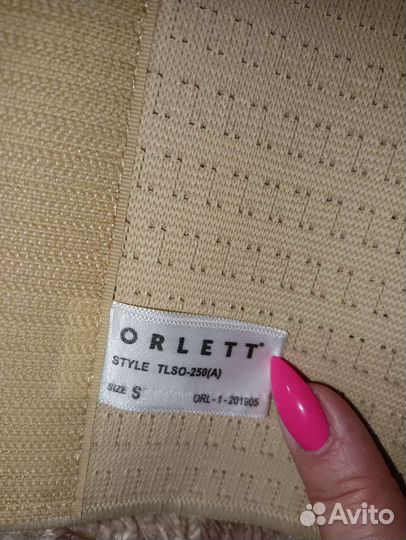 ORLETT®
STYLE TLSO-250(A)
SIZE S
ORL-1-201905
Avito